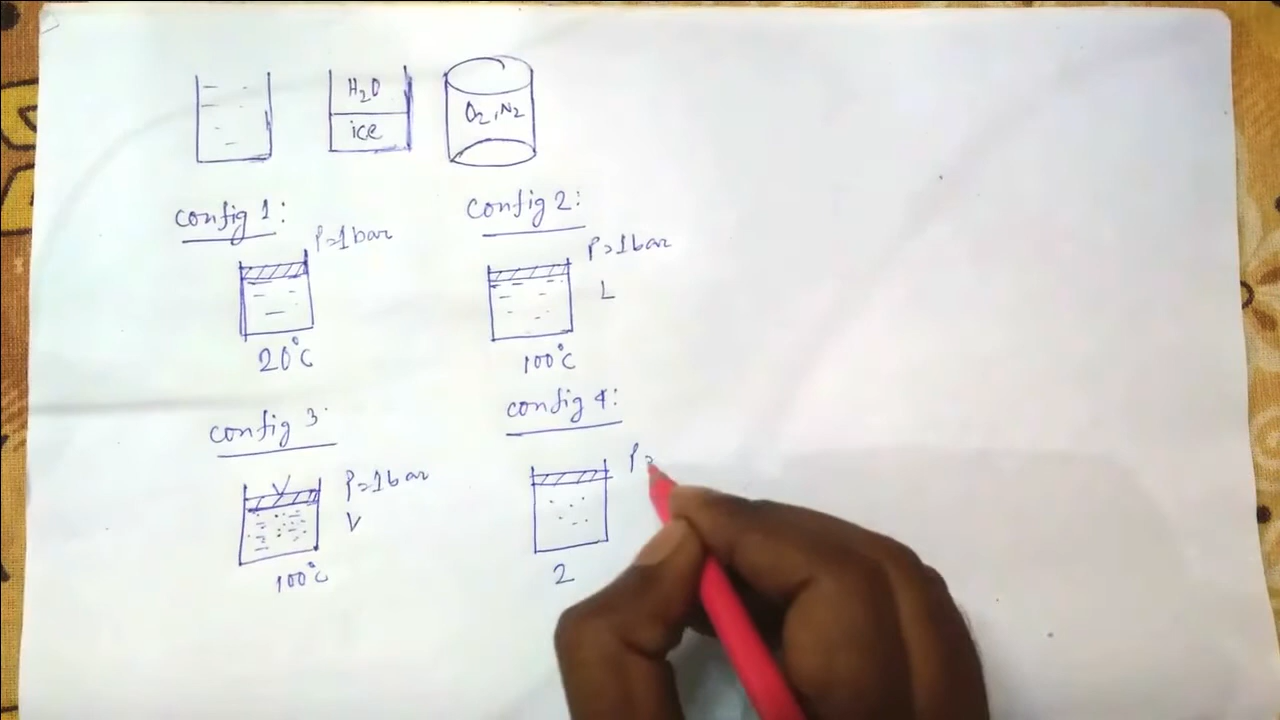 H2O
ice
O2, N2
config 1:
P=1bar
20°C
config 2:
P=1bar
L
100°C
config 3:
P=1bar
V
100°C
config 4:
P=
2